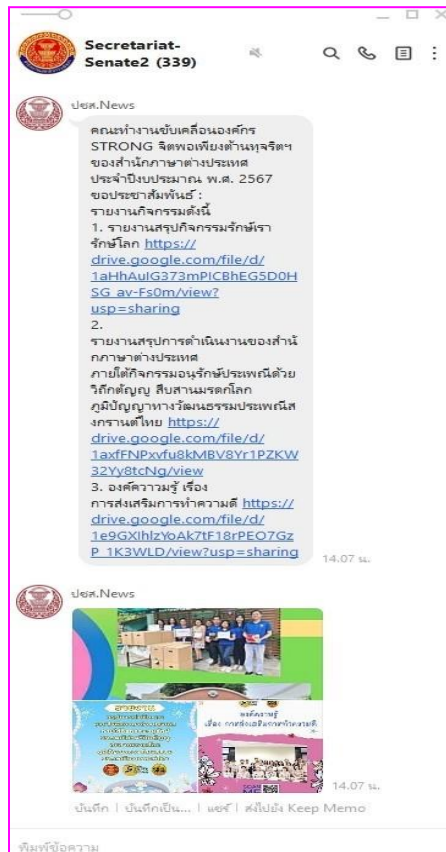 Secretariat-
Senate2 (339)
ปชส.News
คณะทำงานขับเคลื่อนองค์กร
STRONG จิตพอเพียงต้านทุจริตฯ
ของสำนักภาษาต่างประเทศ
ประจำปีงบประมาณ พ.ศ. 2567
ขอประชาสัมพันธ์ :
รายงานกิจกรรมดังนี้
1. รายงานสรุปกิจกรรมรักษ์เรา
รักษ์โลก https://
drive.google.com/file/d/
1aHhAuIG373mPICBhEG5D0H
SG_av-Fs0m/view?
usp=sharing
2.
รายงานสรุปการดำเนินงานของสำนั
กภาษาต่างประเทศ
ภายใต้กิจกรรมอนุรักษ์ประเพณีด้วย
วิถีกตัญญู สืบสานมรดกโลก
ภูมิปัญญาทางวัฒนธรรมประเพณีส
งกรานต์ไทย https://
drive.google.com/file/d/
1axfFNPxvfu8kMBV8Yr1PZKW
32Yy8tcNg/view
3. องค์ความรู้ เรื่อง
การส่งเสริมการทำความดี https://
drive.google.com/file/d/
1e9GXIhlzYoAk7tF18rPEO7Gz
P_1K3WLD/view?usp=sharing
14.07 น.
ปชส.News
องค์ความรู้
เรื่อง การส่งเสริมการทำความดี
14.07 น.
บันทึก | บันทึกเป็น... | แชร์ | ส่งไปยัง Keep Memo
พิมพ์ข้อความ